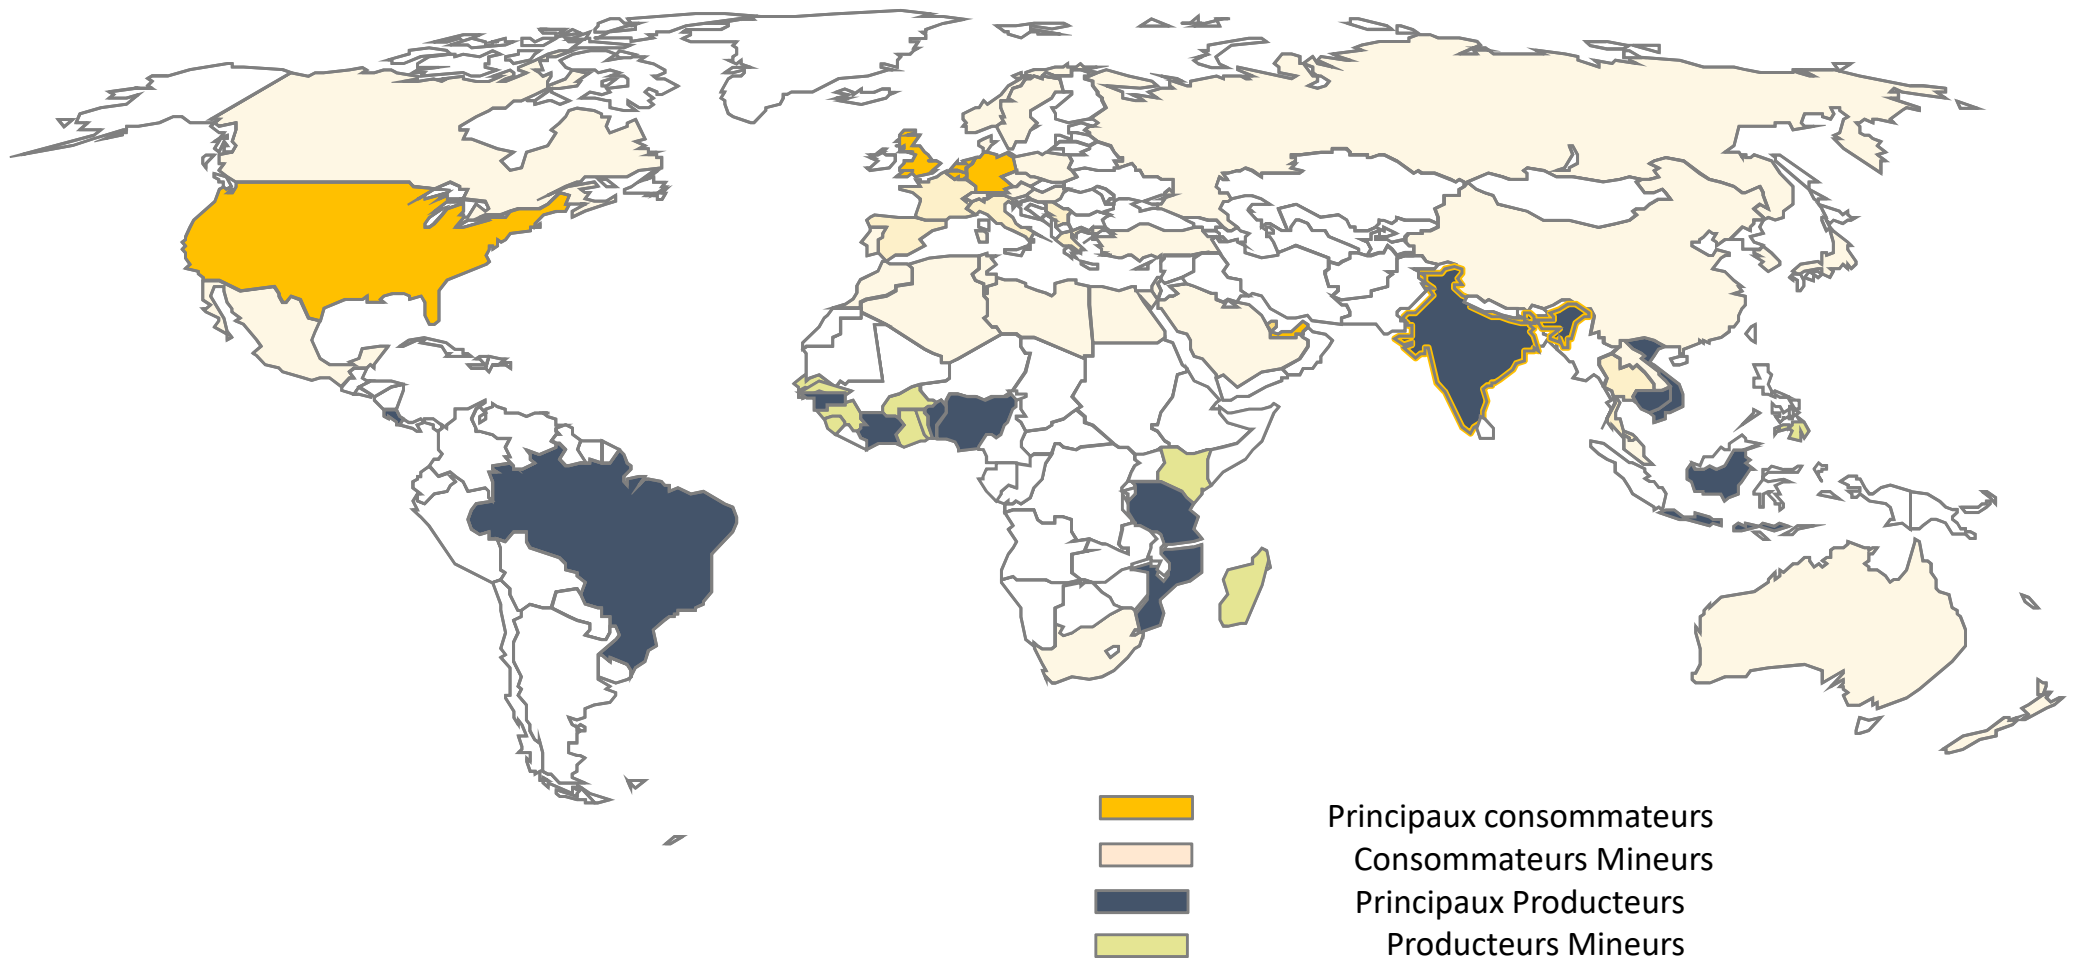 Principaux consommateurs
Consommateurs Mineurs
Principaux Producteurs
Producteurs Mineurs